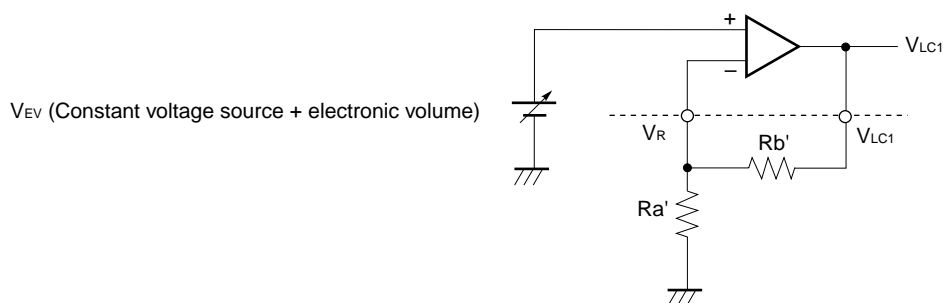 +
VLC1
−
VEV (Constant voltage source + electronic volume)
VR
VLC1
Rb'
Ra'